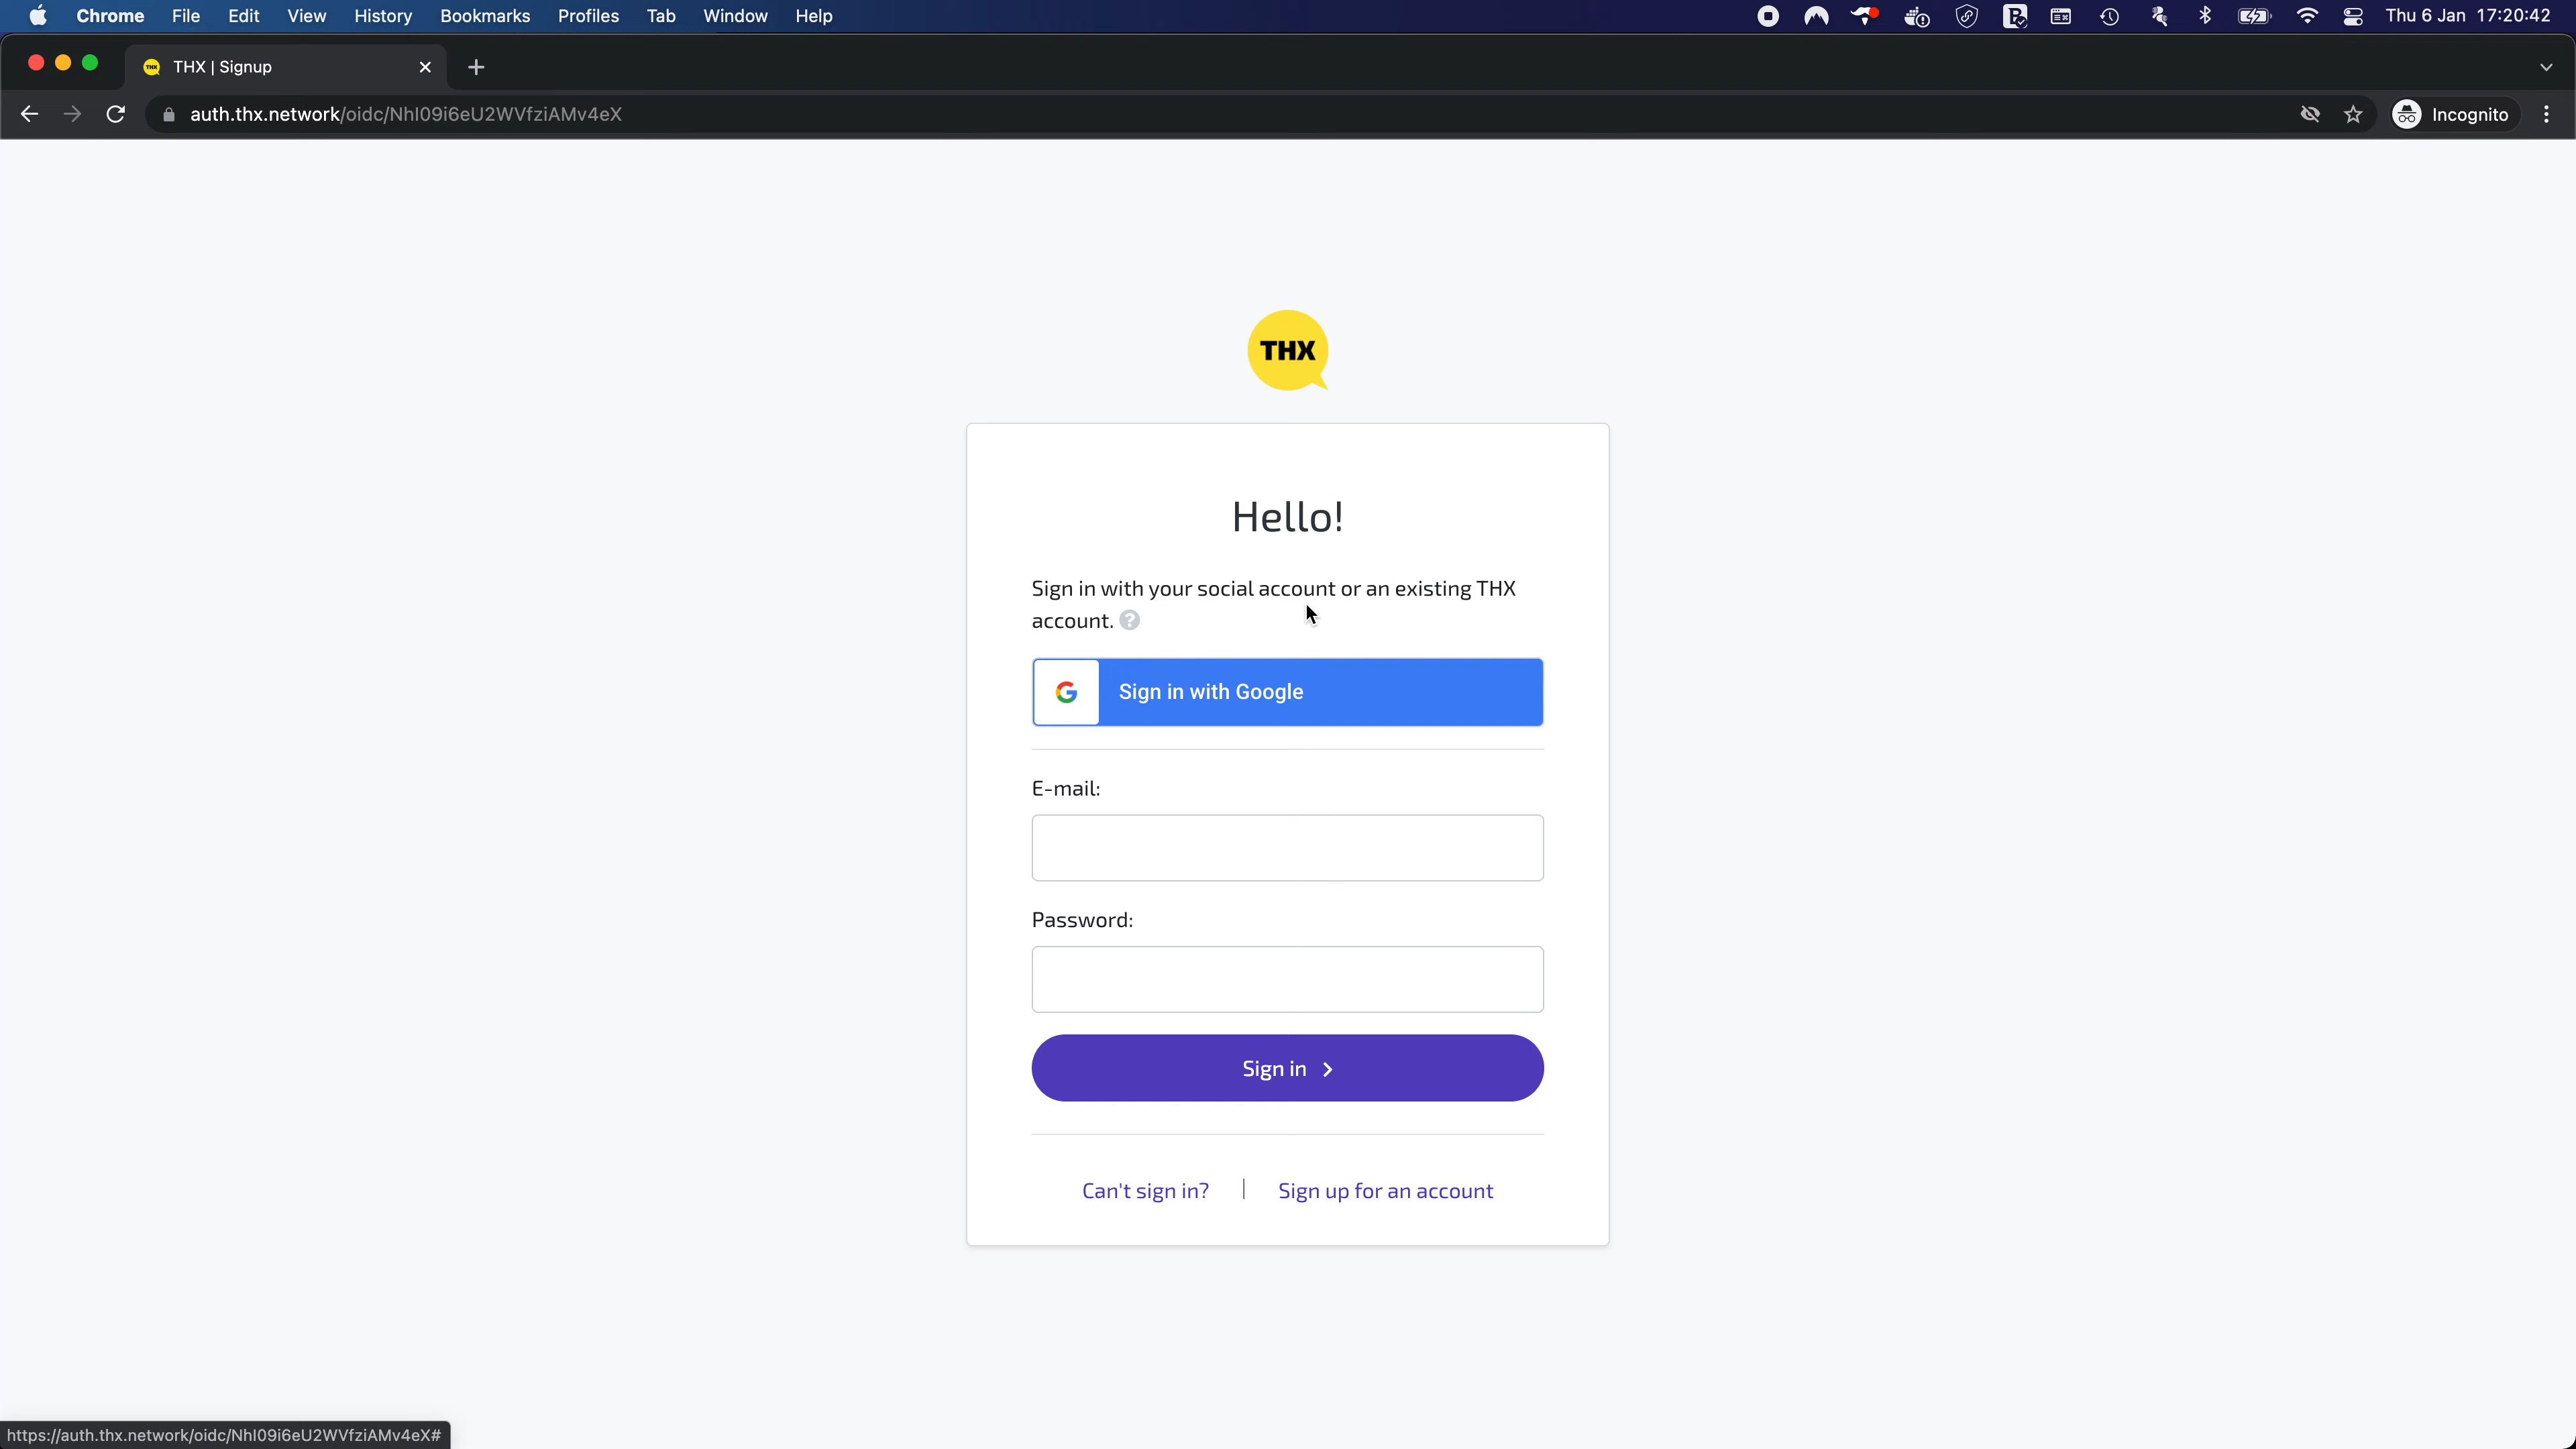 Chrome File Edit View History Bookmarks Profiles Tab Window Help Thu 6 Jan 17:20:42
THX | Signup
auth.thx.network/oidc/NhI09i6eU2WVfziAMv4eX Incognito
THX
Hello!
Sign in with your social account or an existing THX
account. ?
Sign in with Google
E-mail:
Password:
Sign in
Can't sign in? | Sign up for an account
https://auth.thx.network/oidc/NhI09i6eU2WVfziAMv4eX#